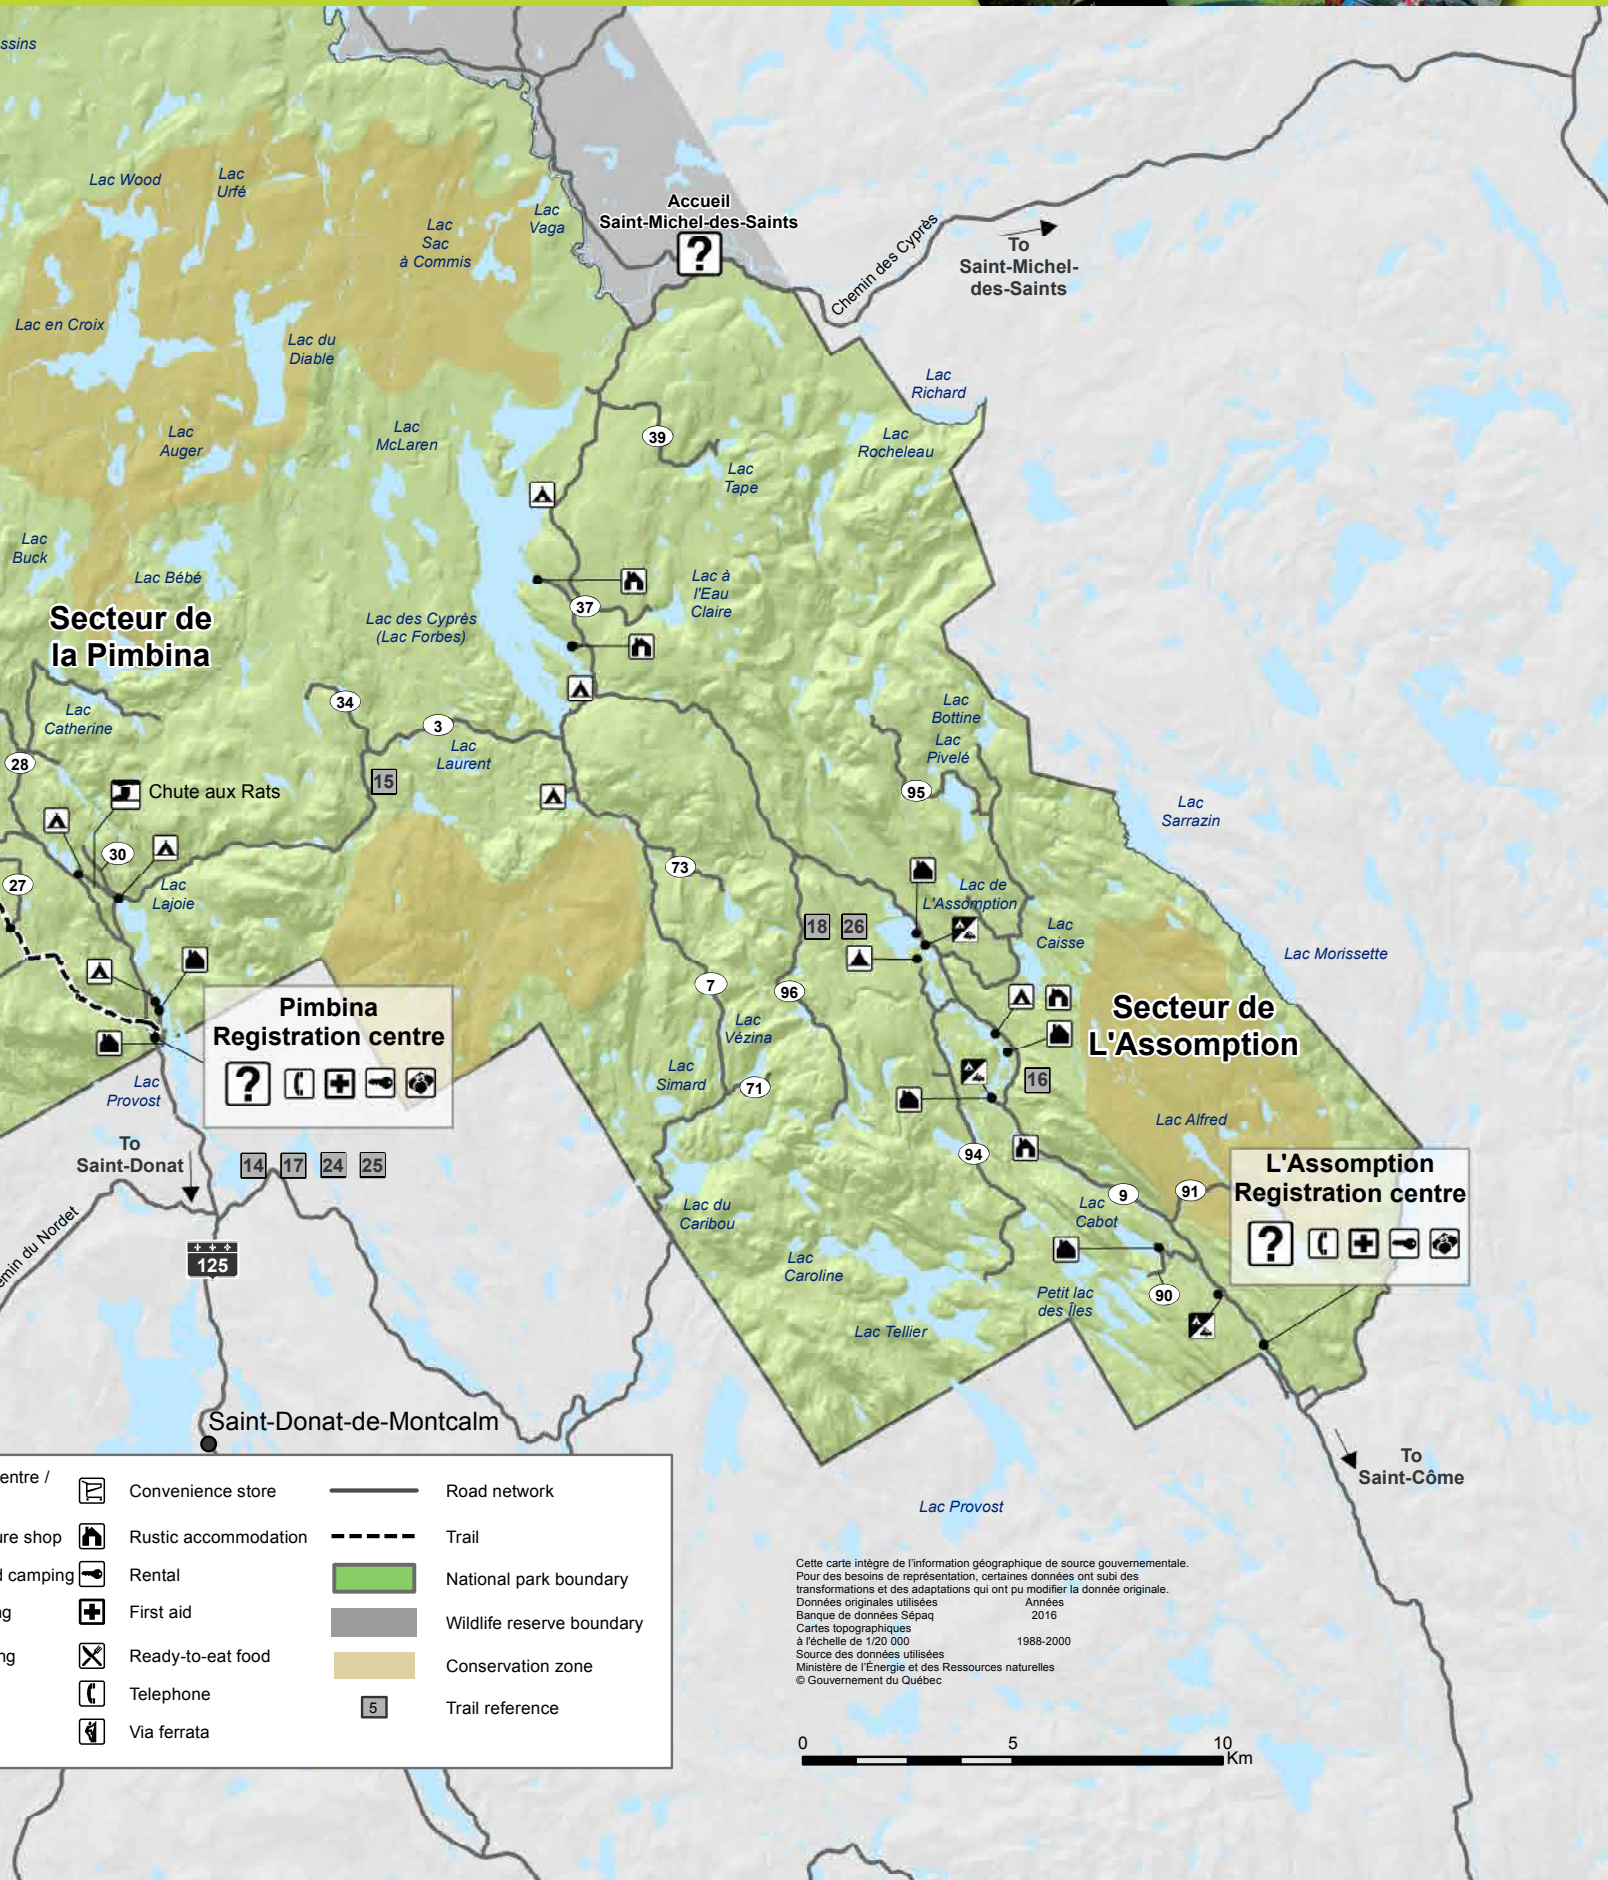 ssins
Lac Wood
Lac
Urfé
Lac
Sac
à Commis
Lac
Vaga
Accueil
Saint-Michel-des-Saints
?
Chemin des Cyprès
To
Saint-Michel-
des-Saints
Lac en Croix
Lac du
Diable
Lac
Richard
Lac
Auger
Lac
McLaren
39
Lac
Rocheleau
Lac
Tape
Lac
Buck
Lac Bébé
Lac à
l'Eau
Claire
37
Secteur de
la Pimbina
Lac des Cyprès
(Lac Forbes)
Lac
Catherine
34
3
Lac
Laurent
Lac
Bottine
Lac
Pivelé
28
Chute aux Rats
15
95
Lac
Sarrazin
30
27
Lac
Lajoie
73
Lac de
L'Assomption
18
26
Lac
Caisse
Lac Morissette
7
96
Pimbina
Registration centre
?
Lac
Vézina
Secteur de
L'Assomption
Lac
Simard
71
16
Lac
Provost
To
Saint-Donat
14
17
24
25
Lac Alfred
94
L'Assomption
Registration centre
?
9
91
Lac
Cabot
Lac du
Caribou
emin du Nordet
125
Lac
Caroline
Petit lac
des Îles
90
Lac Tellier
Saint-Donat-de-Montcalm
To
Saint-Côme
Lac Provost
entre /
Convenience store
Road network
ure shop
Rustic accommodation
Trail
d camping
Rental
National park boundary
ng
First aid
Wildlife reserve boundary
ng
Ready-to-eat food
Conservation zone
Telephone
5
Trail reference
Via ferrata
Cette carte intègre de l'information géographique de source gouvernementale.
Pour des besoins de représentation, certaines données ont subi des
transformations et des adaptations qui ont pu modifier la donnée originale.
Données originales utilisées Années
Banque de données Sépaq 2016
Cartes topographiques
à l'échelle de 1/20 000 1988-2000
Source des données utilisées
Ministère de l'Énergie et des Ressources naturelles
© Gouvernement du Québec
0 5 10
Km